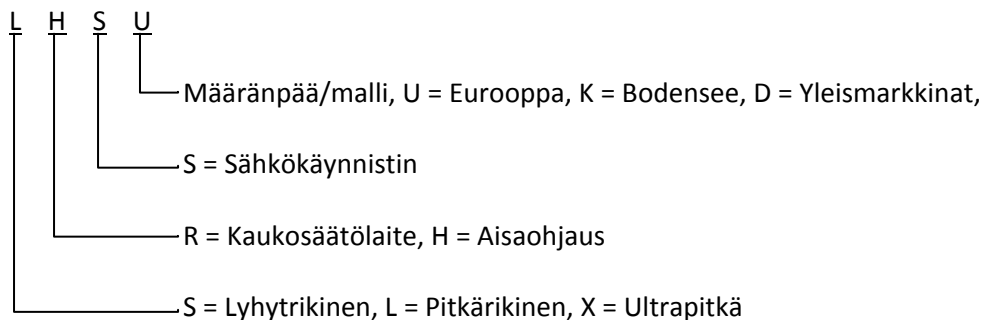 L H S U
Määränpää/malli, U = Eurooppa, K = Bodensee, D = Yleismarkkinat,
S = Sähkökäynnistin
R = Kaukosäätölaite, H = Aisaohjaus
S = Lyhytrikinen, L = Pitkärikinen, X = Ultrapitkä